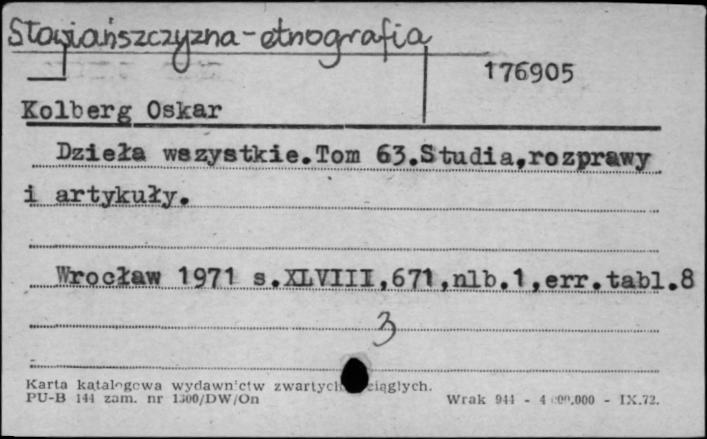 Słowiańszczyzna-etnografia
176905
Kolberg Oskar
Dzieła wszystkie.Tom 63.Studia,rozprawy
i artykuły.
Wrocław 1971 s.XLVIII,671,nlb.1,err.tabl.8
3
Karta katalogowa wydawnictw zwartych ciągłych.
PU-B 144 zam. nr 1300/DW/On
Wrak 944 - 4 000.000 - IX.72.